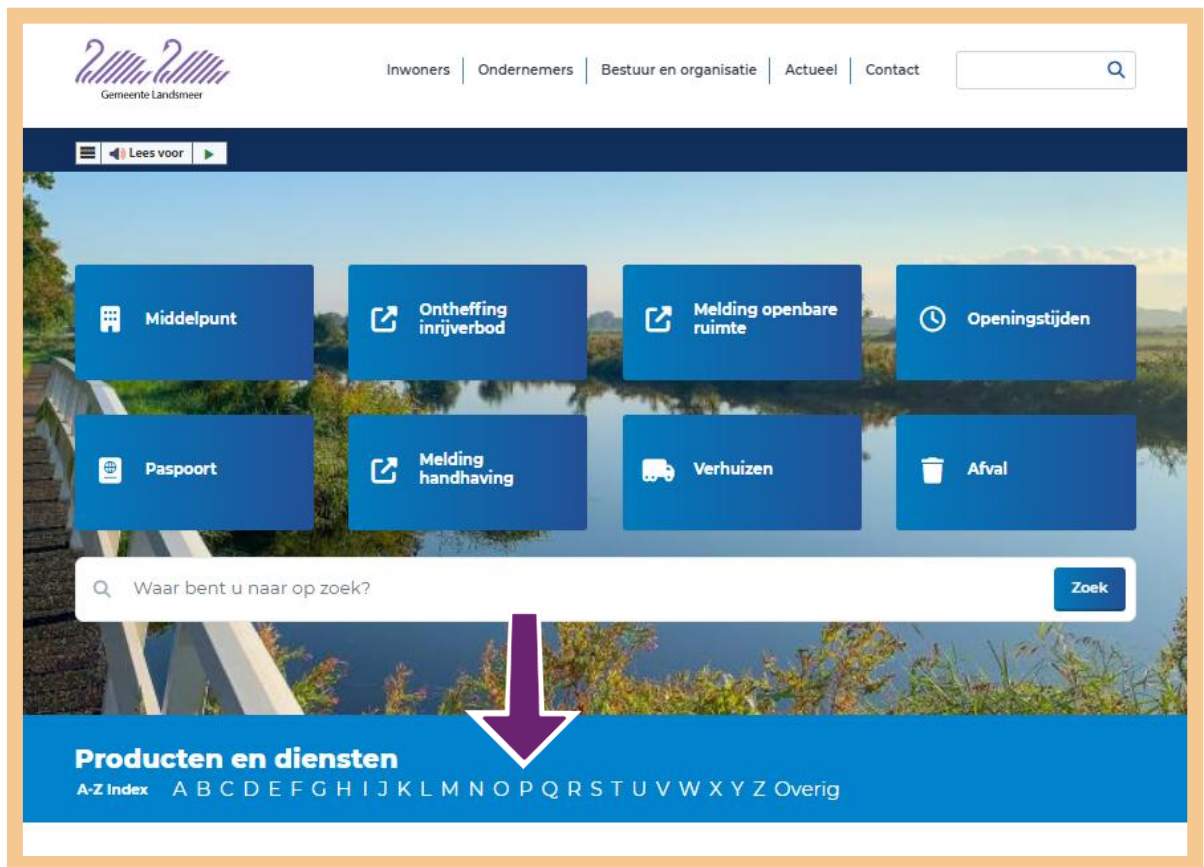 Gemeente Landsmeer
Inwoners Ondernemers Bestuur en organisatie Actueel Contact
Lees voor
Middelpunt
Ontheffing
inrijverbod
Melding openbare
ruimte
Openingstijden
Paspoort
Melding
handhaving
Verhuizen
Afval
Waar bent u naar op zoek?
Zoek
Producten en diensten
A-Z Index A B C D E F G H I J K L M N O P Q R S T U V W X Y Z Overig